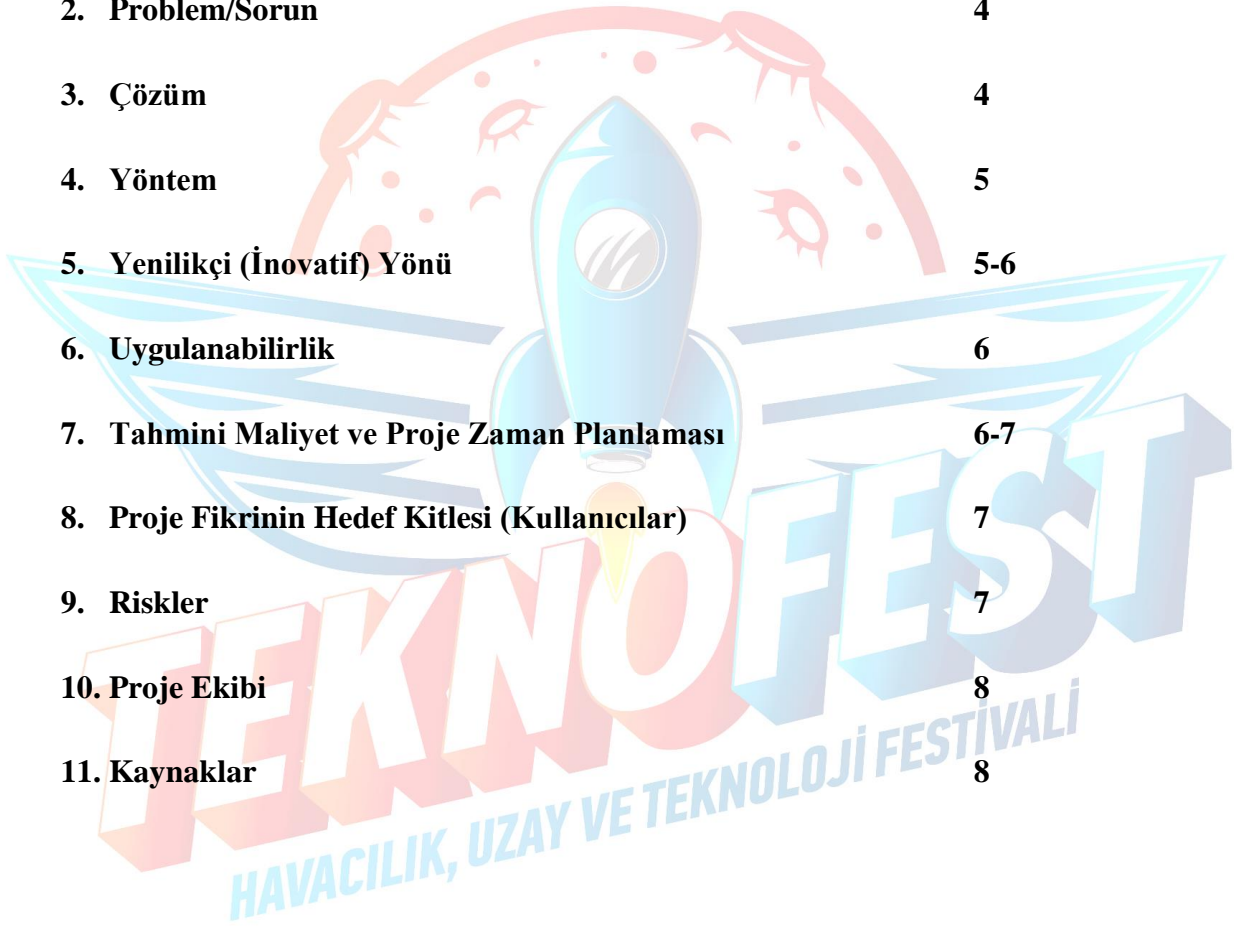 2. Problem/Sorun 4
3. Çözüm 4
4. Yöntem 5
5. Yenilikçi (İnovatif) Yönü 5-6
6. Uygulanabilirlik 6
7. Tahmini Maliyet ve Proje Zaman Planlaması 6-7
8. Proje Fikrinin Hedef Kitlesi (Kullanıcılar) 7
9. Riskler 7
10. Proje Ekibi 8
11. Kaynaklar 8
TEKNOFEST
HAVACILIK, UZAY VE TEKNOLOJİ FESTİVALİ